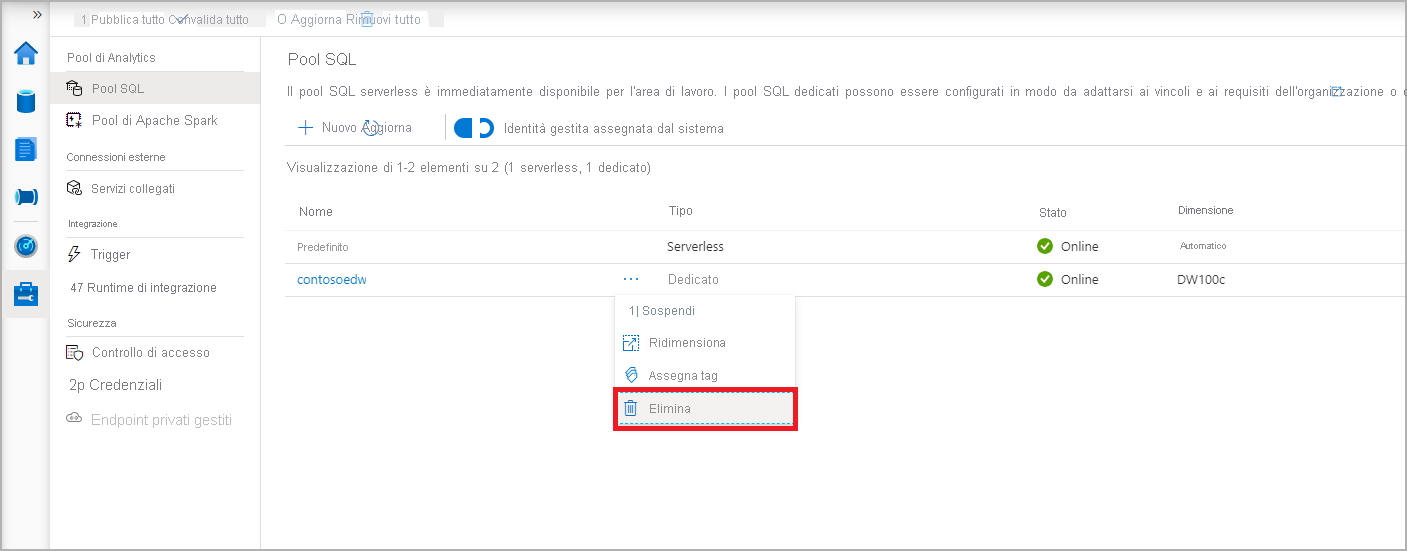 »
1 Pubblica tutto Convalida tutto O Aggiorna Rimuovi tutto
Pool di Analytics
Pool SQL
Pool di Apache Spark
Connessioni esterne
Servizi collegati
Integrazione
Trigger
47 Runtime di integrazione
Sicurezza
Controllo di accesso
2p Credenziali
Endpoint privati gestiti
Pool SQL
Il pool SQL serverless è immediatamente disponibile per l'area di lavoro. I pool SQL dedicati possono essere configurati in modo da adattarsi ai vincoli e ai requisiti dell'organizzazione o
Nuovo Aggiorna Identità gestita assegnata dal sistema
Visualizzazione di 1-2 elementi su 2 (1 serverless, 1 dedicato)
Nome Tipo Stato Dimensione
Predefinito Serverless Online Automatico
contosoedw ··· Dedicato Online DW100c
1| Sospendi
Ridimensiona
Assegna tag
Elimina